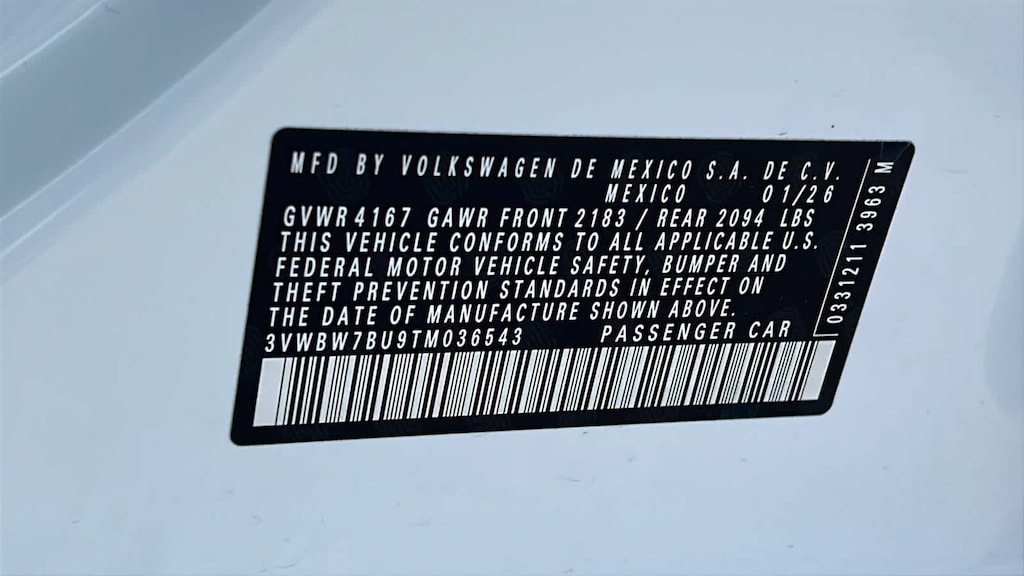 MFD BY VOLKSWAGEN DE MEXICO S.A. DE C.V.
MEXICO 01/26
GVWR 4167 GAWR FRONT 2183 / REAR 2094 LBS
THIS VEHICLE CONFORMS TO ALL APPLICABLE U.S.
FEDERAL MOTOR VEHICLE SAFETY, BUMPER AND
THEFT PREVENTION STANDARDS IN EFFECT ON
THE DATE OF MANUFACTURE SHOWN ABOVE.
3VWBW7BU9TM036543 PASSENGER CAR
0331211 3963 M